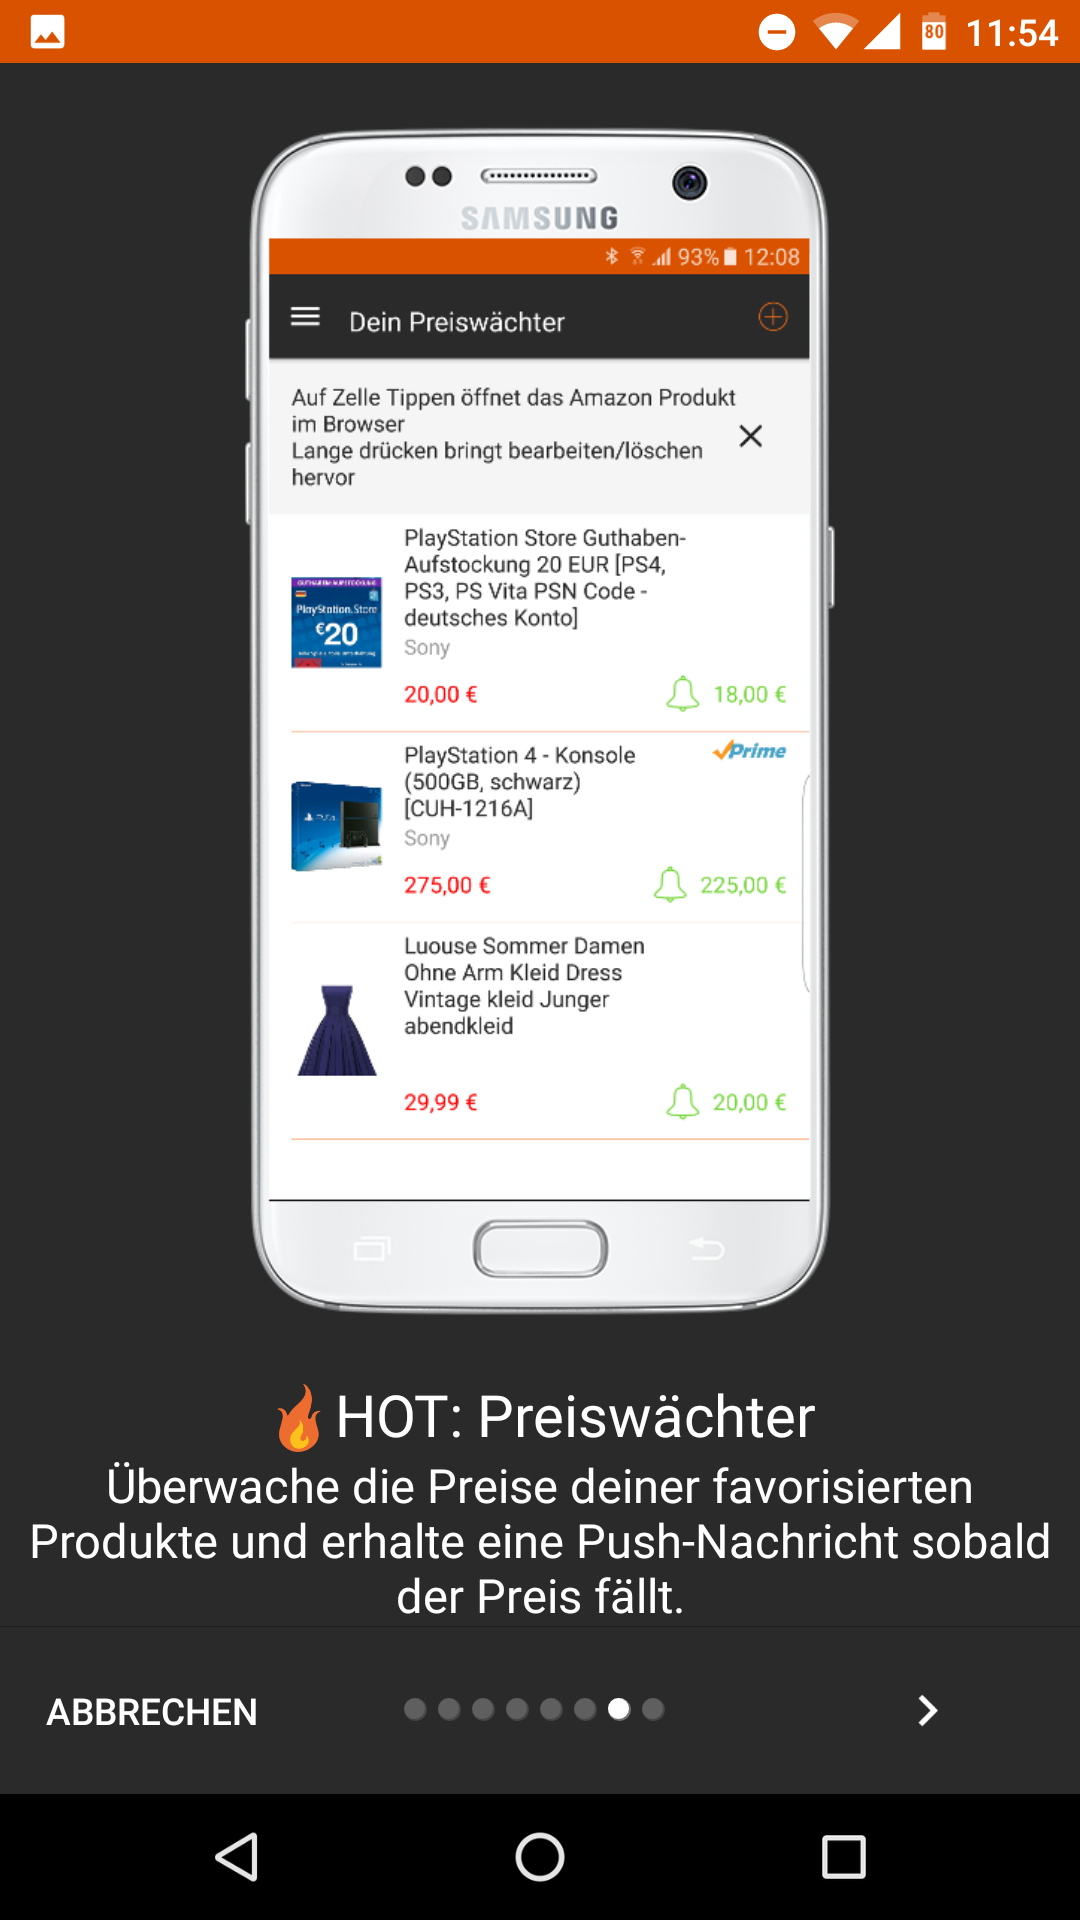 80 11:54
SAMSUNG
93% 12:08
Dein Preiswächter
Auf Zelle Tippen öffnet das Amazon Produkt
im Browser
Lange drücken bringt bearbeiten/löschen
hervor
PlayStation Store Guthaben-
Aufstockung 20 EUR [PS4,
PS3, PS Vita PSN Code -
deutsches Konto]
Sony
GUTHABEN AUFSTOCKUNG
PlayStation.Store
€20
20,00 €
18,00 €
PlayStation 4 - Konsole
(500GB, schwarz)
[CUH-1216A]
Prime
Sony
PS4
275,00 €
225,00 €
Luouse Sommer Damen
Ohne Arm Kleid Dress
Vintage kleid Junger
abendkleid
29,99 €
20,00 €
HOT: Preiswächter
Überwache die Preise deiner favorisierten
Produkte und erhalte eine Push-Nachricht sobald
der Preis fällt.
ABBRECHEN